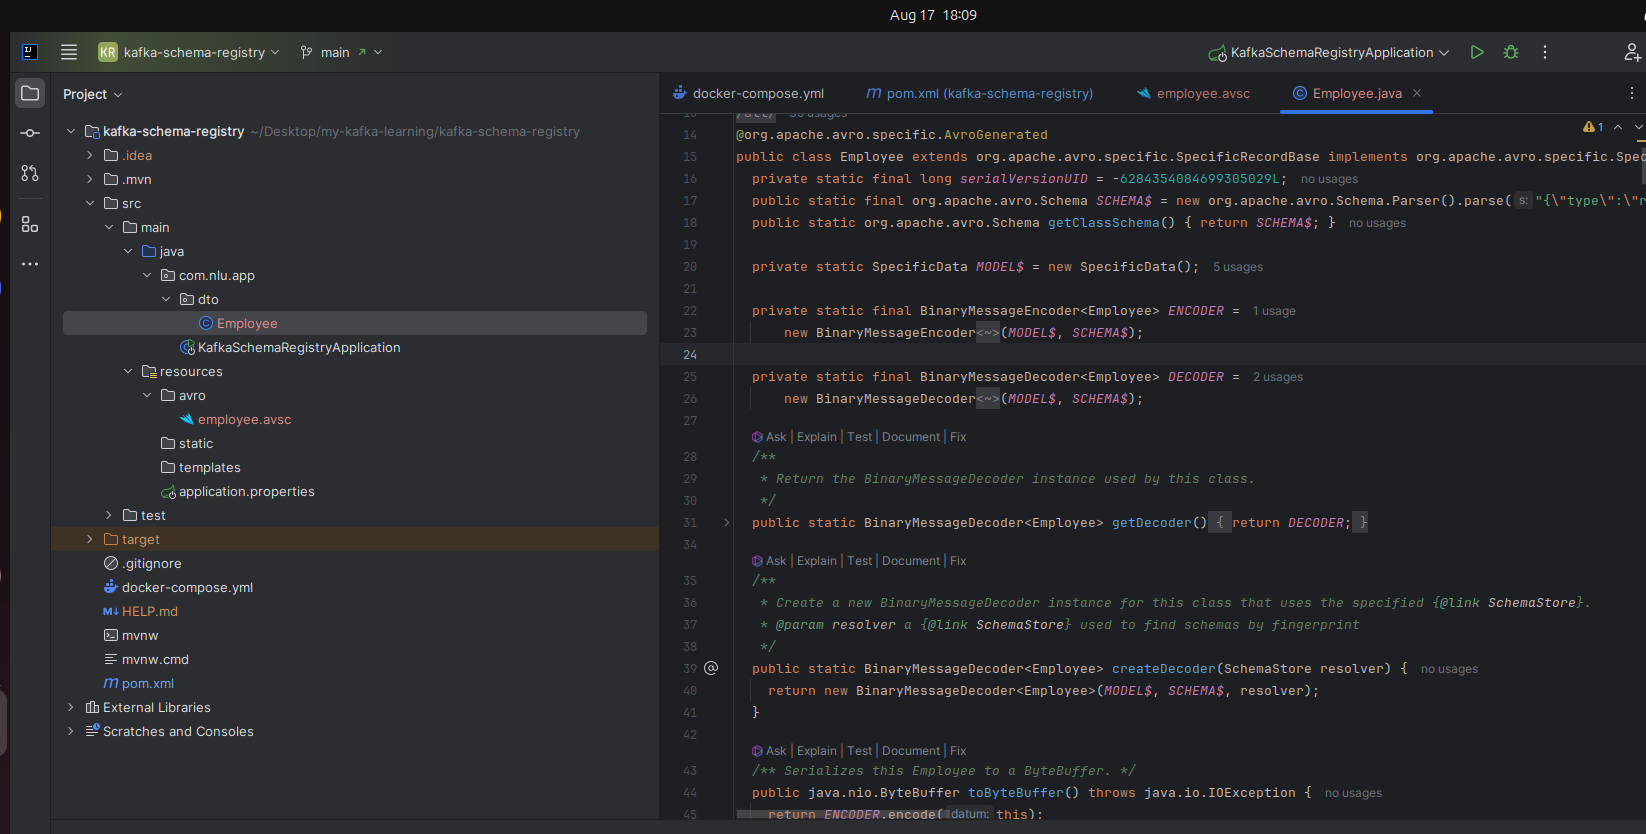 Aug 17 18:09
KR kafka-schema-registry main KafkaSchemaRegistryApplication
Project
docker-compose.yml pom.xml (kafka-schema-registry) employee.avsc Employee.java
kafka-schema-registry ~/Desktop/my-kafka-learning/kafka-schema-registry
.idea
.mvn
src
main
java
com.nlu.app
dto
Employee
KafkaSchemaRegistryApplication
resources
avro
employee.avsc
static
templates
application.properties
test
target
.gitignore
docker-compose.yml
HELP.md
mvnw
mvnw.cmd
pom.xml
External Libraries
Scratches and Consoles
1
14 @org.apache.avro.specific.AvroGenerated
15 public class Employee extends org.apache.avro.specific.SpecificRecordBase implements org.apache.avro.specific.Spec
16 private static final long serialVersionUID = -6284354084699305029L; no usages
17 public static final org.apache.avro.Schema SCHEMA$ = new org.apache.avro.Schema.Parser().parse( s: "{\"type\":\"r
18 public static org.apache.avro.Schema getClassSchema() { return SCHEMA$; } no usages
19
20 private static SpecificData MODEL$ = new SpecificData(); 5 usages
21
22 private static final BinaryMessageEncoder<Employee> ENCODER = 1 usage
23 new BinaryMessageEncoder<~>(MODEL$, SCHEMA$);
24
25 private static final BinaryMessageDecoder<Employee> DECODER = 2 usages
26 new BinaryMessageDecoder<~>(MODEL$, SCHEMA$);
27
Ask | Explain | Test | Document | Fix
28 /**
29 * Return the BinaryMessageDecoder instance used by this class.
30 */
31 public static BinaryMessageDecoder<Employee> getDecoder() { return DECODER; }
34
Ask | Explain | Test | Document | Fix
35 /**
36 * Create a new BinaryMessageDecoder instance for this class that uses the specified {@link SchemaStore}.
37 * @param resolver a {@link SchemaStore} used to find schemas by fingerprint
38 */
39 @ public static BinaryMessageDecoder<Employee> createDecoder(SchemaStore resolver) { no usages
40 return new BinaryMessageDecoder<Employee>(MODEL$, SCHEMA$, resolver);
41 }
42
Ask | Explain | Test | Document | Fix
43 /** Serializes this Employee to a ByteBuffer. */
44 public java.nio.ByteBuffer toByteBuffer() throws java.io.IOException { no usages
45 return ENCODER.encode( datum: this);